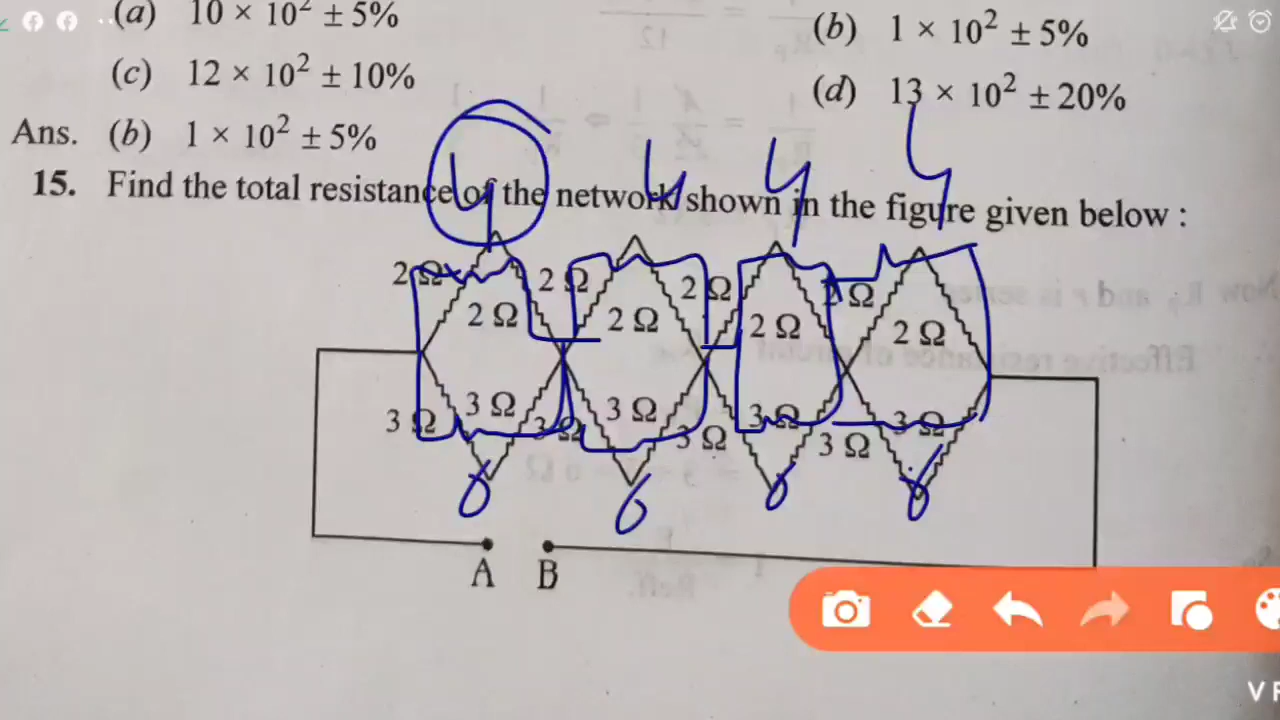 (a) 10 × 10² ± 5%
(b) 1 × 10² ± 5%
(c) 12 × 10² ± 10%
(d) 13 × 10² ± 20%
Ans. (b) 1 × 10² ± 5%
15. Find the total resistance of the network shown in the figure given below :
4 4 4 4
2 Ω 2 Ω 2 Ω 2 Ω
2 Ω 2 Ω 2 Ω 2 Ω
3 Ω 3 Ω 3 Ω 3 Ω
3 Ω 3 Ω 3 Ω 3 Ω
6 6 6 6
A B